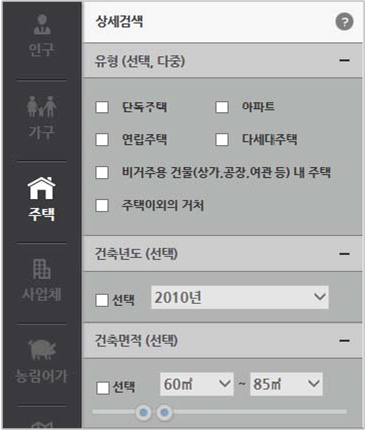 인구
가구
주택
사업체
농림어가
상세검색 ?
유형 (선택, 다중) −
단독주택 아파트
연립주택 다세대주택
비거주용 건물(상가,공장,여관 등) 내 주택
주택이외의 거처
건축년도 (선택) −
선택 2010년
건축면적 (선택) −
선택 60㎡ ~ 85㎡